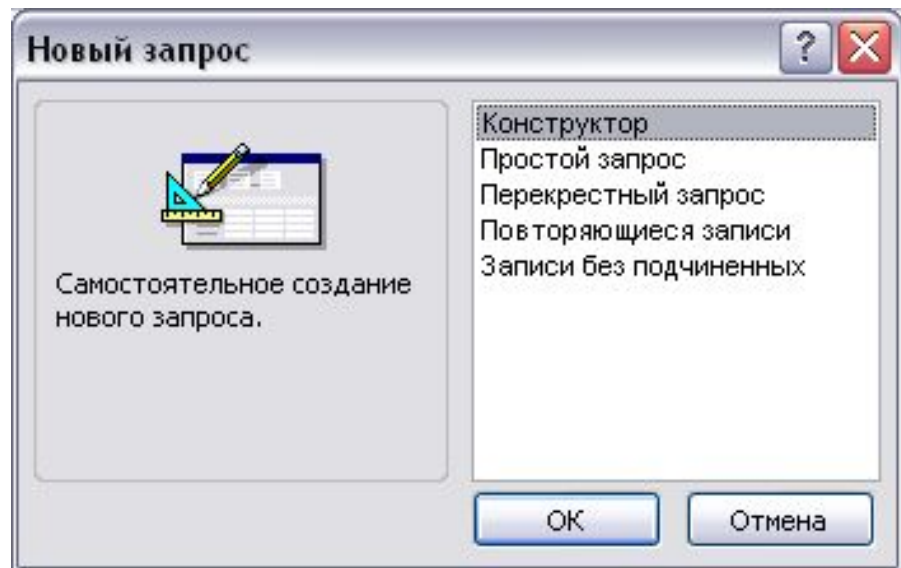 Новый запрос
Самостоятельное создание
нового запроса.
Конструктор
Простой запрос
Перекрестный запрос
Повторяющиеся записи
Записи без подчиненных
ОК
Отмена